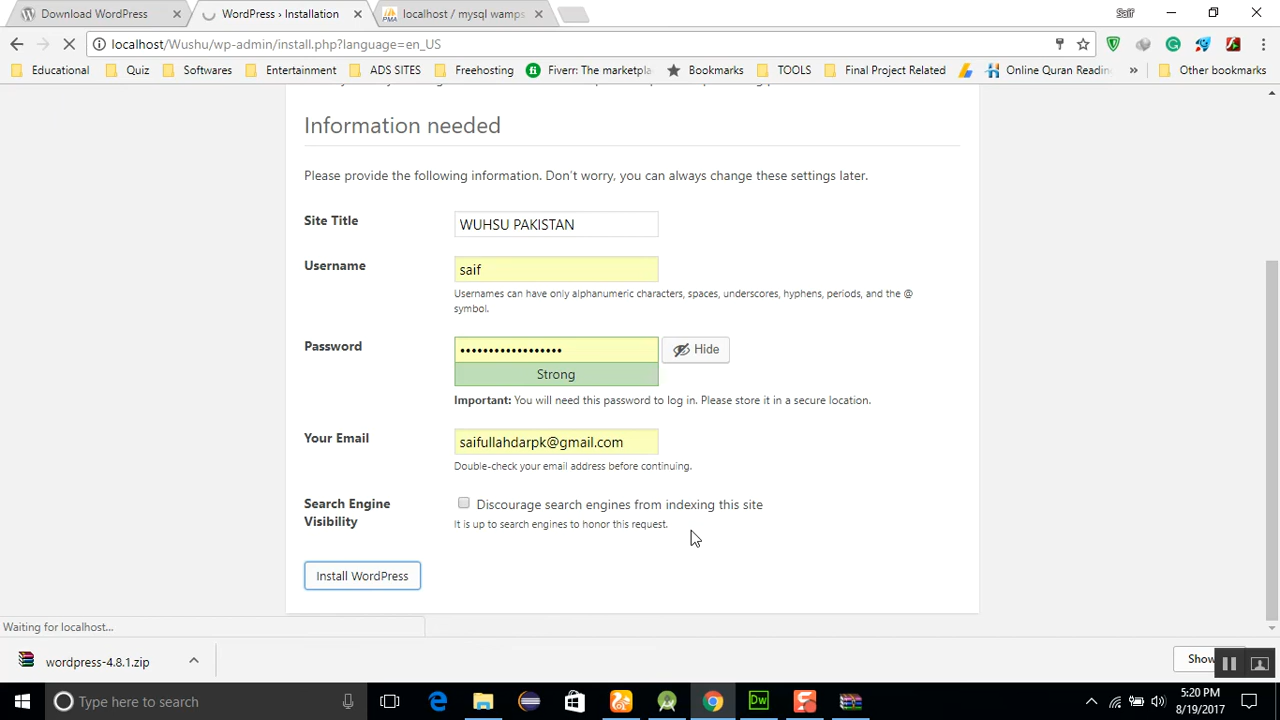 Download WordPress
WordPress › Installation
PMA
localhost / mysql wamps
Saif
localhost/Wushu/wp-admin/install.php?language=en_US
Educational
Quiz
Softwares
Entertainment
ADS SITES
Freehosting
Fiverr: The marketpla
Bookmarks
TOOLS
Final Project Related
Online Quran Readin
Other bookmarks
Information needed
Please provide the following information. Don’t worry, you can always change these settings later.
Site Title
WUHSU PAKISTAN
Username
saif
Usernames can have only alphanumeric characters, spaces, underscores, hyphens, periods, and the @
symbol.
Password
••••••••••••••••••
Hide
Strong
Important: You will need this password to log in. Please store it in a secure location.
Your Email
saifullahdarpk@gmail.com
Double-check your email address before continuing.
Search Engine
Visibility
Discourage search engines from indexing this site
It is up to search engines to honor this request.
Install WordPress
Waiting for localhost...
wordpress-4.8.1.zip
Show
Type here to search
Dw
5:20 PM
8/19/2017